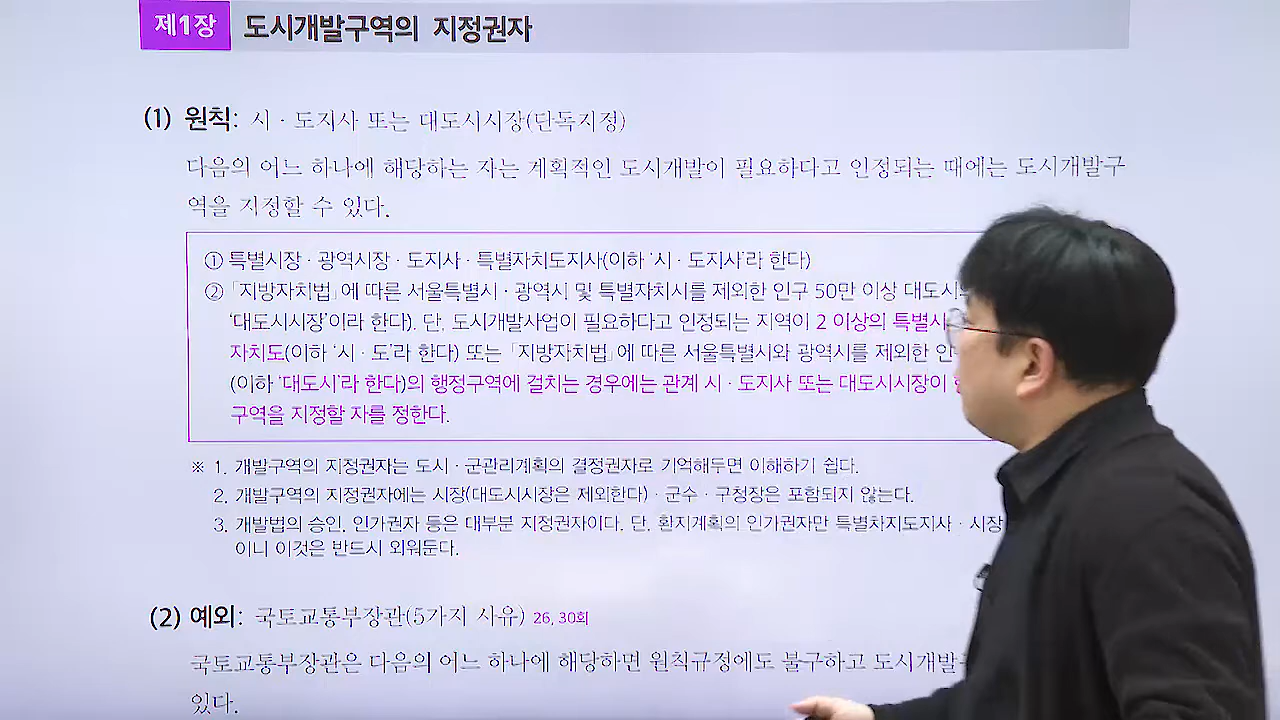 제1장 도시개발구역의 지정권자
(1) 원칙: 시·도지사 또는 대도시시장(단독지정)
다음의 어느 하나에 해당하는 자는 계획적인 도시개발이 필요하다고 인정되는 때에는 도시개발구
역을 지정할 수 있다.
① 특별시장·광역시장·도지사·특별자치도지사(이하 '시·도지사'라 한다)
② 「지방자치법」에 따른 서울특별시·광역시 및 특별자치시를 제외한 인구 50만 이상 대도시의
'대도시시장'이라 한다). 단, 도시개발사업이 필요하다고 인정되는 지역이 2 이상의 특별시
자치도(이하 '시·도'라 한다) 또는 「지방자치법」에 따른 서울특별시와 광역시를 제외한
(이하 '대도시'라 한다)의 행정구역에 걸치는 경우에는 관계 시·도지사 또는 대도시시장이
구역을 지정할 자를 정한다.
※ 1. 개발구역의 지정권자는 도시·군관리계획의 결정권자로 기억해두면 이해하기 쉽다.
2. 개발구역의 지정권자에는 시장(대도시시장은 제외한다)·군수·구청장은 포함되지 않는다.
3. 개발법의 승인, 인가권자 등은 대부분 지정권자이다. 단, 환지계획의 인가권자만 특별자치도지사·시장
이니 이것은 반드시 외워둔다.
(2) 예외: 국토교통부장관(5가지 사유) 26, 30회
국토교통부장관은 다음의 어느 하나에 해당하면 원칙규정에도 불구하고 도시개발
있다.